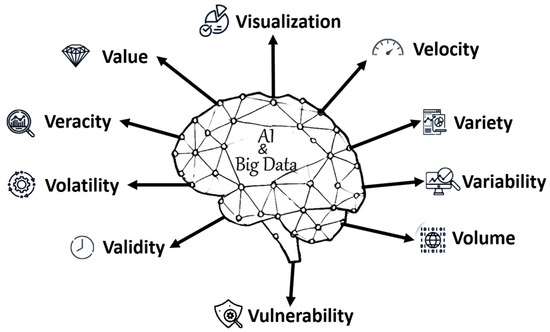 Visualization
Value
Velocity
Veracity
Variety
AI
&
Big Data
Volatility
Variability
Validity
Volume
Vulnerability